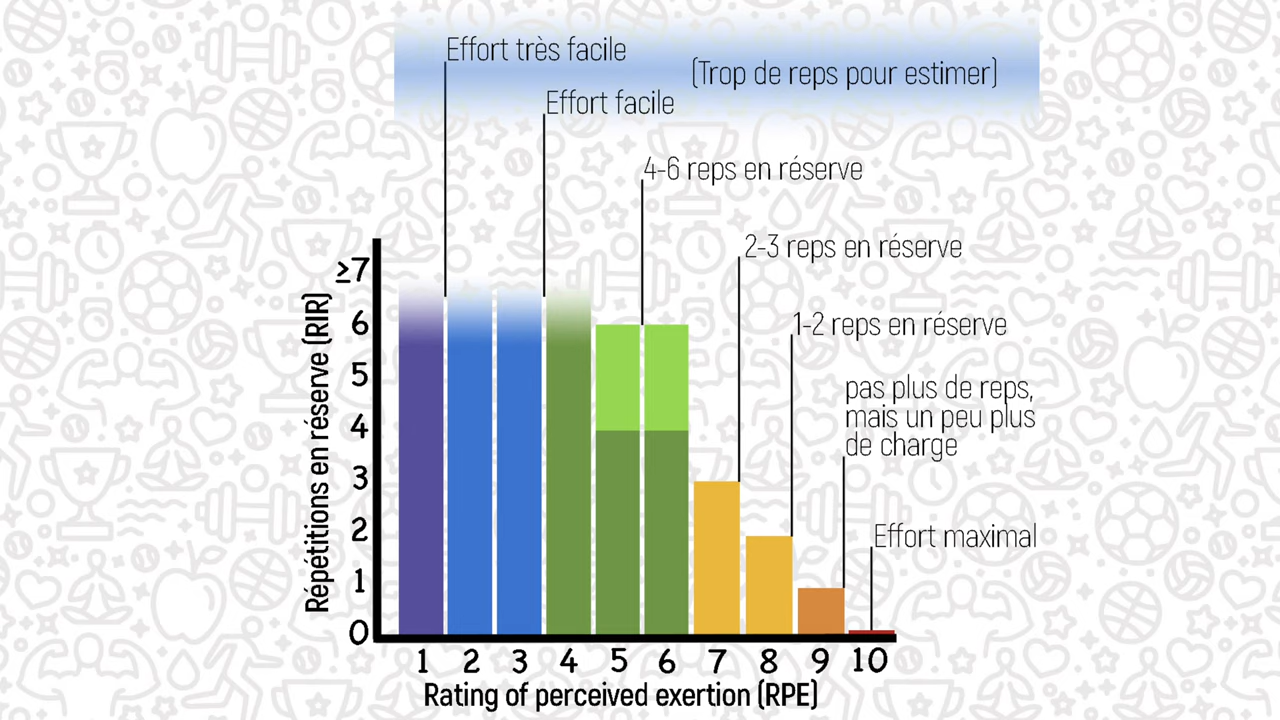 Effort très facile
(Trop de reps pour estimer)
Effort facile
4-6 reps en réserve
2-3 reps en réserve
1-2 reps en réserve
pas plus de reps,
mais un peu plus
de charge
Effort maximal
Répétitions en réserve (RIR)
≥7
6
5
4
3
2
1
0
1 2 3 4 5 6 7 8 9 10
Rating of perceived exertion (RPE)